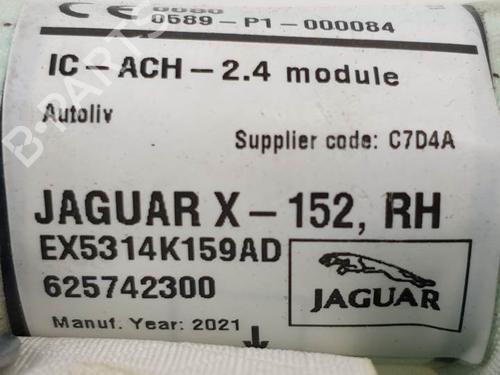 0589-P1-000084
IC-ACH-2.4 module
Autoliv
Supplier code: C7D4A
JAGUAR X-152, RH
EX5314K159AD
625742300
JAGUAR
Manuf. Year: 2021
B-PARTS